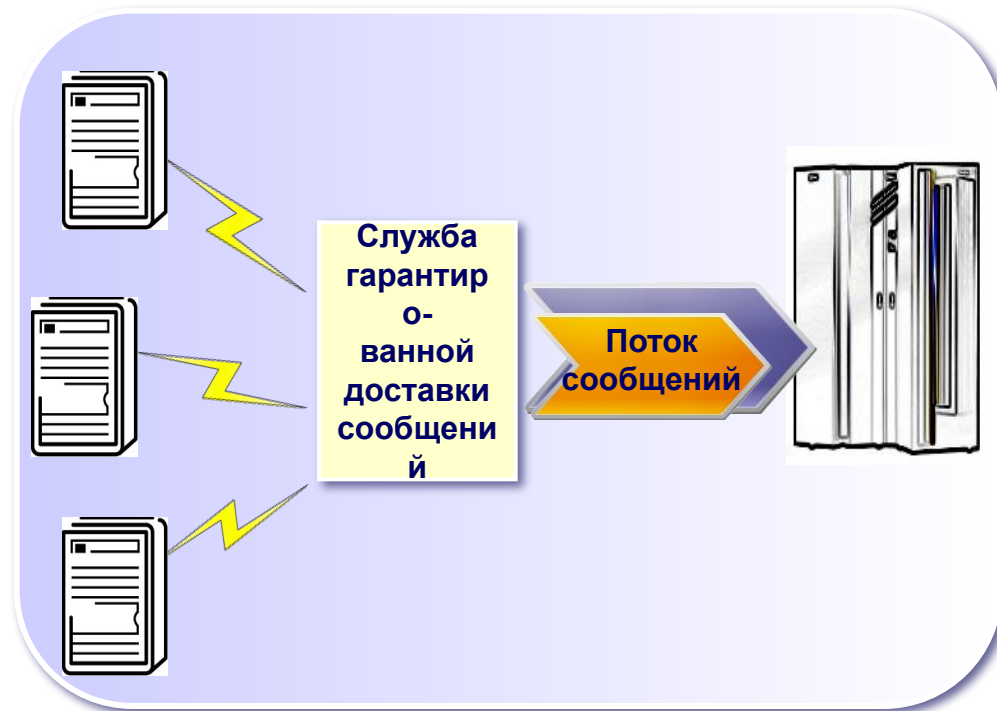 Служба
гарантир
о-
ванной
доставки
сообщени
й
Поток
сообщений